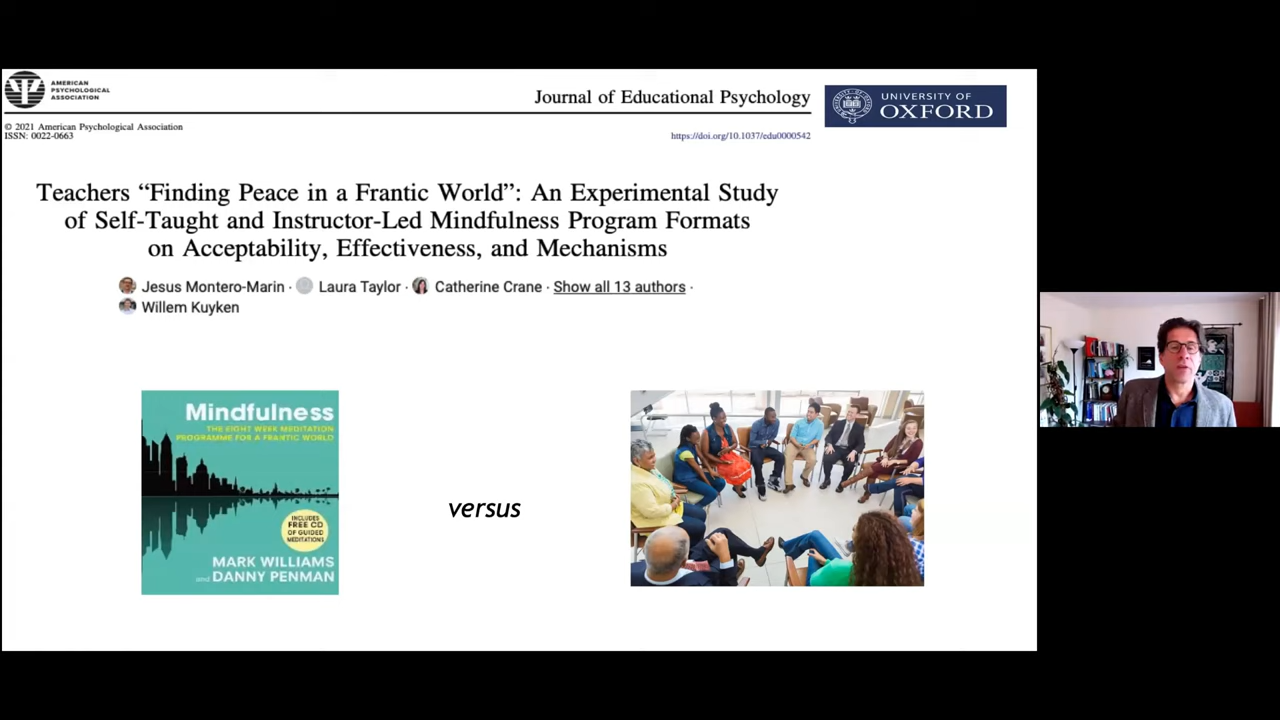 AMERICAN
PSYCHOLOGICAL
ASSOCIATION
Journal of Educational Psychology
UNIVERSITY OF
OXFORD
© 2021 American Psychological Association
ISSN: 0022-0663
https://doi.org/10.1037/edu0000542
Teachers “Finding Peace in a Frantic World”: An Experimental Study
of Self-Taught and Instructor-Led Mindfulness Program Formats
on Acceptability, Effectiveness, and Mechanisms
Jesus Montero-Marin · Laura Taylor · Catherine Crane · Show all 13 authors ·
Willem Kuyken
Mindfulness
THE EIGHT WEEK MEDITATION
PROGRAMME FOR A FRANTIC WORLD
INCLUDES
FREE CD
OF GUIDED
MEDITATIONS
MARK WILLIAMS
and DANNY PENMAN
versus